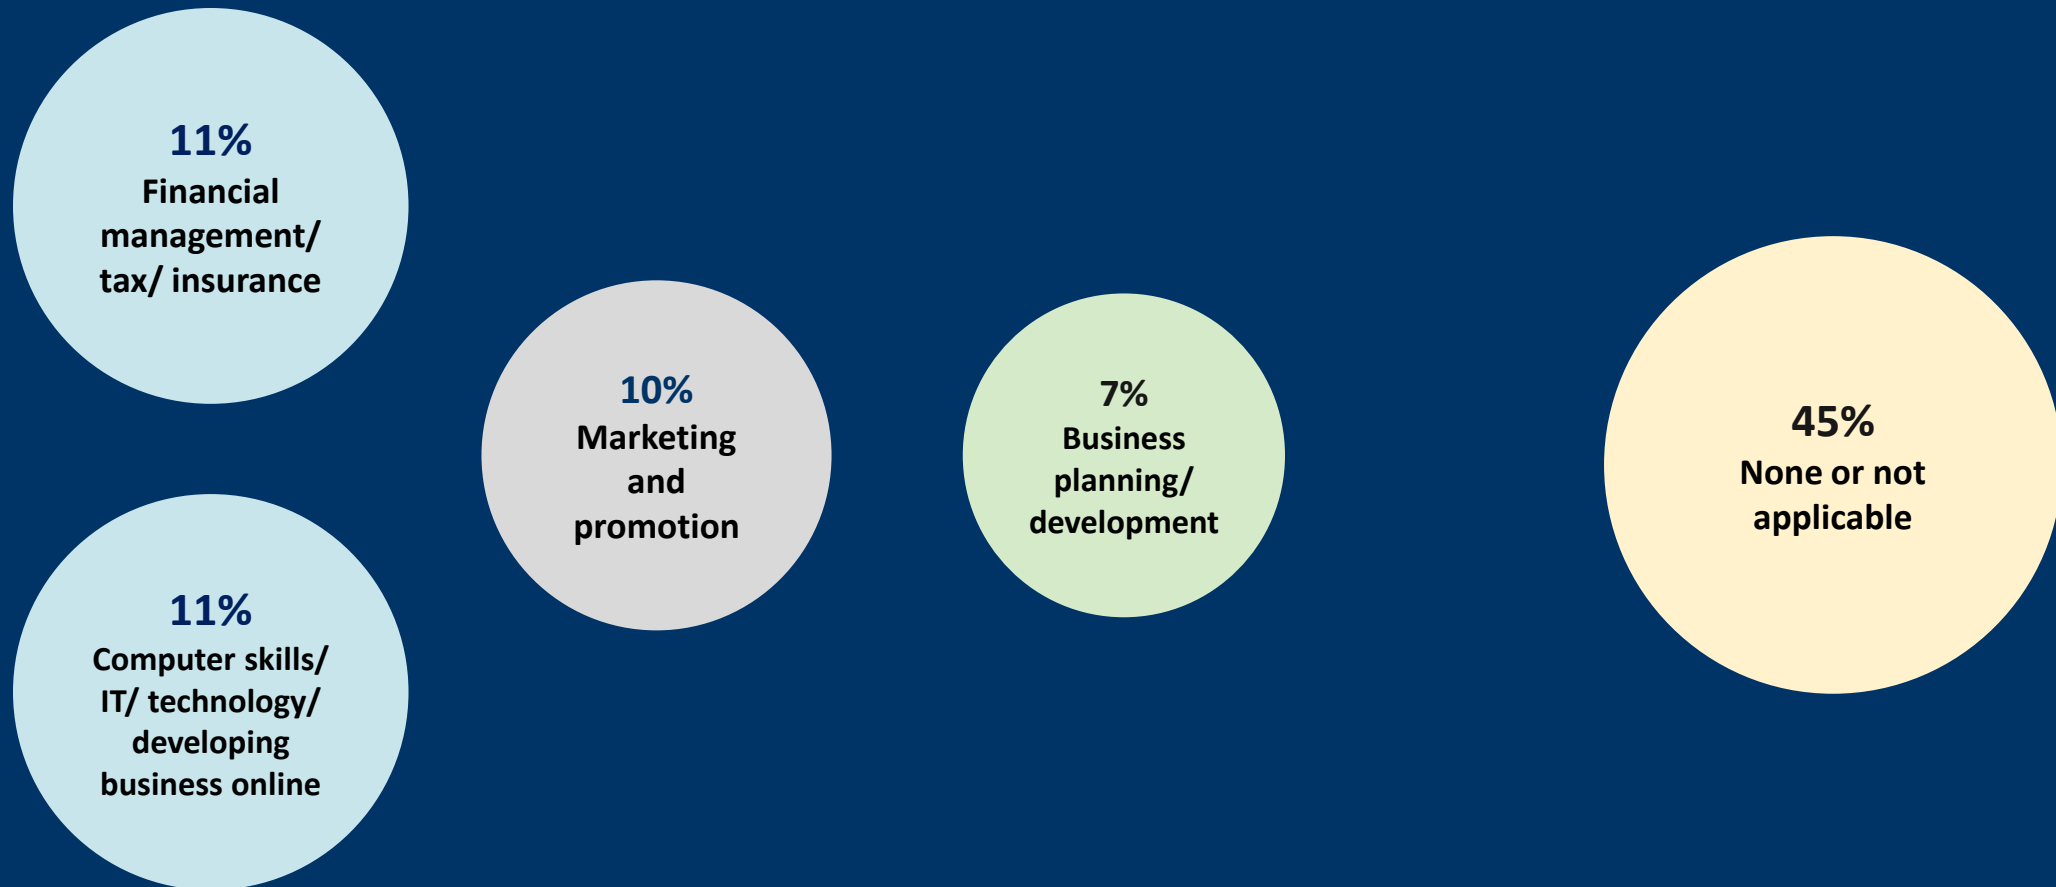 11%
Financial
management/
tax/ insurance
11%
Computer skills/
IT/ technology/
developing
business online
10%
Marketing
and
promotion
7%
Business
planning/
development
45%
None or not
applicable